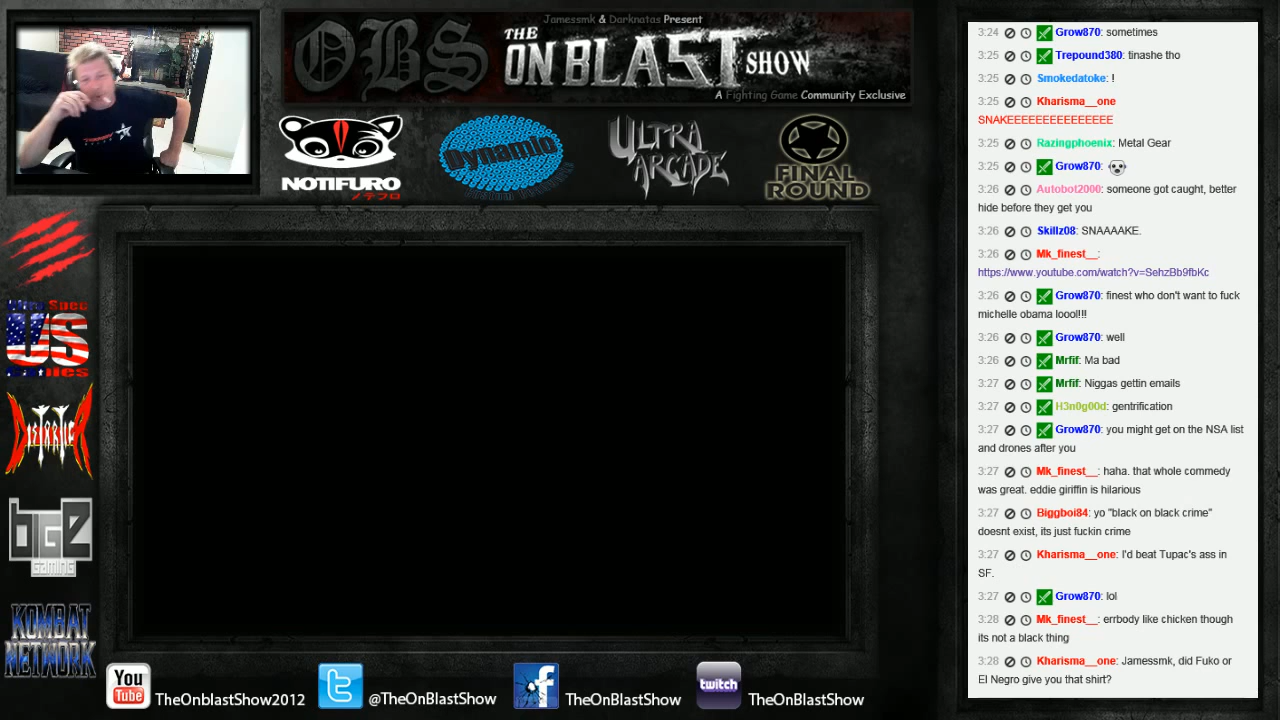 Jamessmk & Darknatas Present
OBS
THE
ON BLAST SHOW
A Fighting Game Community Exclusive
NOTIFURO
メチフロ
Dynamic
ULTRA
ARCADE
FINAL
ROUND
US
BGE
GAMING
KOMBAT
NETWORK
You
Tube
TheOnblastShow2012
@TheOnBlastShow
TheOnBlastShow
twitch
TheOnBlastShow
3:24 Grow870: sometimes
3:25 Trepound380: tinashe tho
3:25 Smokedatoke: !
3:25 Kharisma__one
SNAKEEEEEEEEEEEEEEE
3:25 Razingphoenix: Metal Gear
3:25 Grow870:
3:26 Autobot2000: someone got caught, better
hide before they get you
3:26 Skillz08: SNAAAAKE.
3:26 Mk_finest__:
https://www.youtube.com/watch?v=SehzBb9fbKc
3:26 Grow870: finest who don't want to fuck
michelle obama loool!!!
3:26 Grow870: well
3:26 Mrfif: Ma bad
3:27 Mrfif: Niggas gettin emails
3:27 H3n0g00d: gentrification
3:27 Grow870: you might get on the NSA list
and drones after you
3:27 Mk_finest__: haha. that whole commedy
was great. eddie giriffin is hilarious
3:27 Biggboi84: yo "black on black crime"
doesnt exist, its just fuckin crime
3:27 Kharisma__one: I'd beat Tupac's ass in
SF.
3:27 Grow870: lol
3:28 Mk_finest__: errbody like chicken though
its not a black thing
3:28 Kharisma__one: Jamessmk, did Fuko or
El Negro give you that shirt?